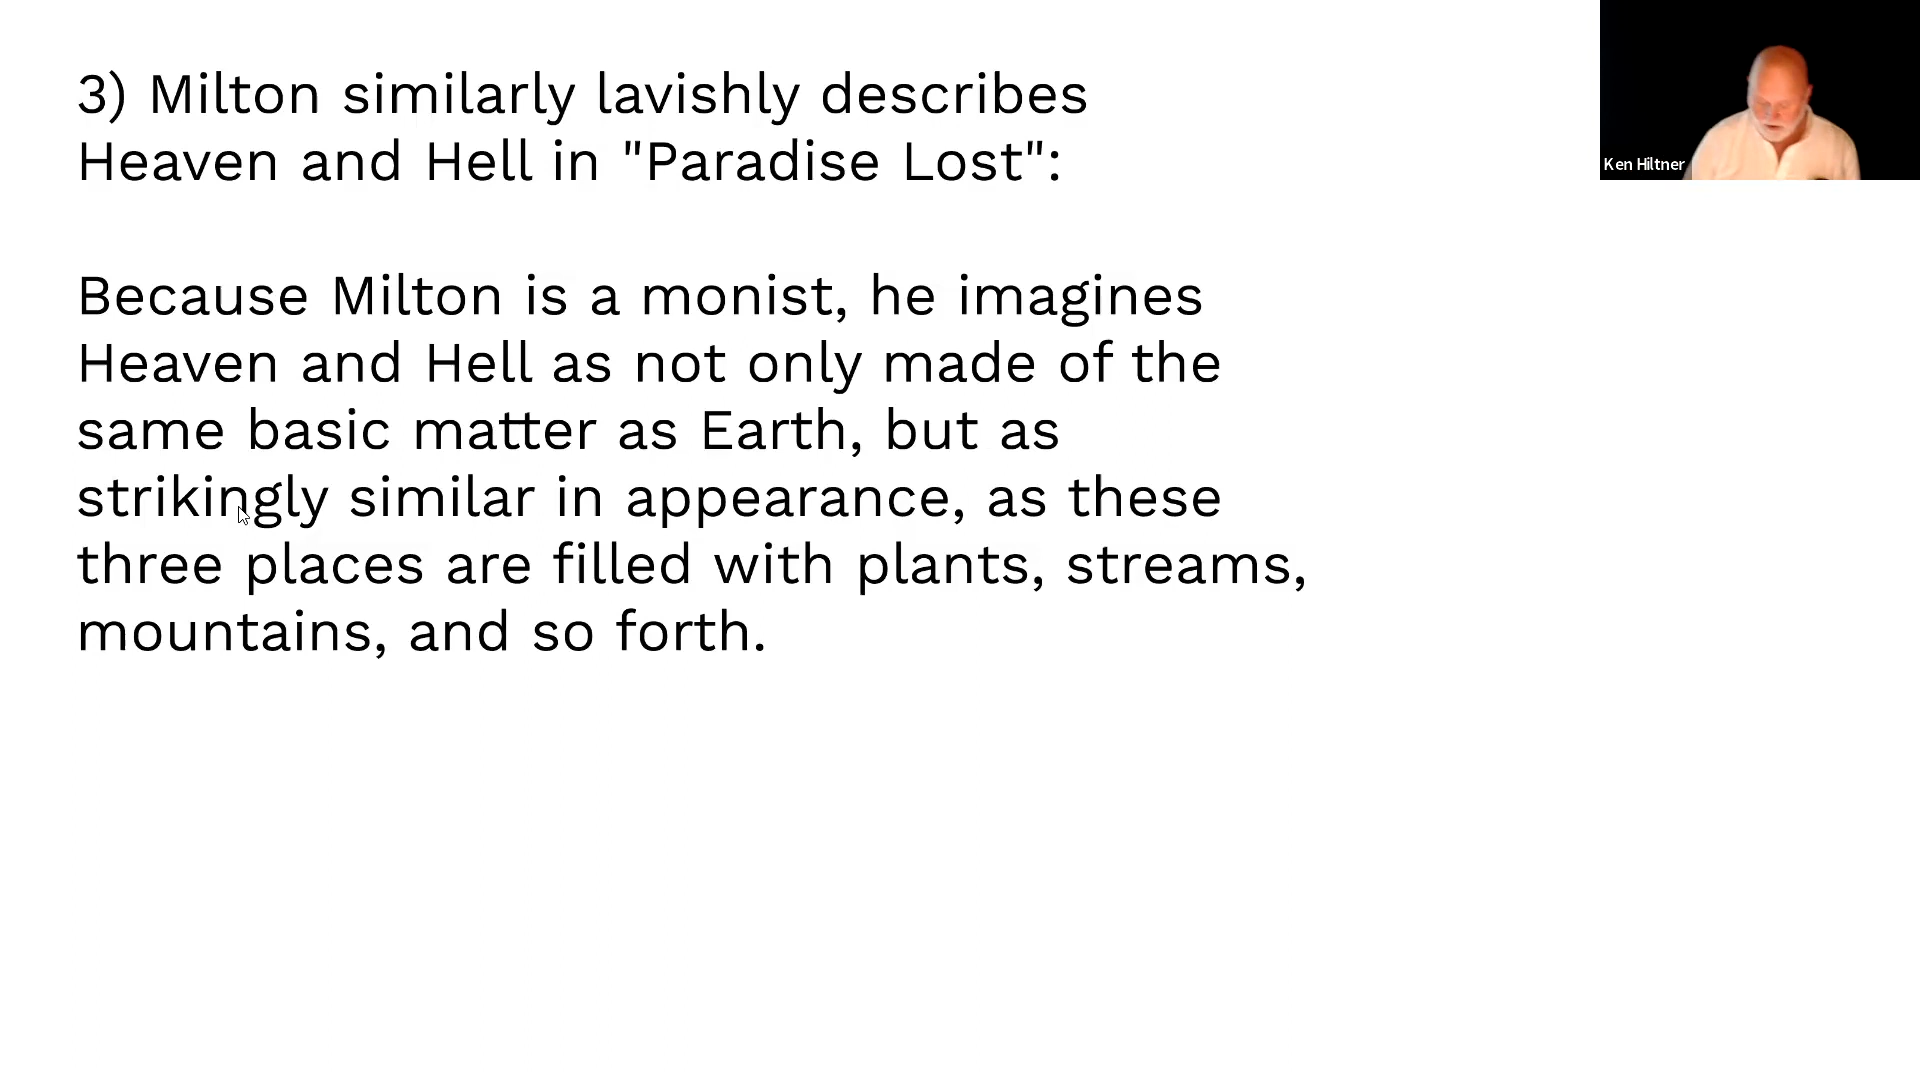 3) Milton similarly lavishly describes
Heaven and Hell in "Paradise Lost":
Because Milton is a monist, he imagines
Heaven and Hell as not only made of the
same basic matter as Earth, but as
strikingly similar in appearance, as these
three places are filled with plants, streams,
mountains, and so forth.
Ken Hiltner